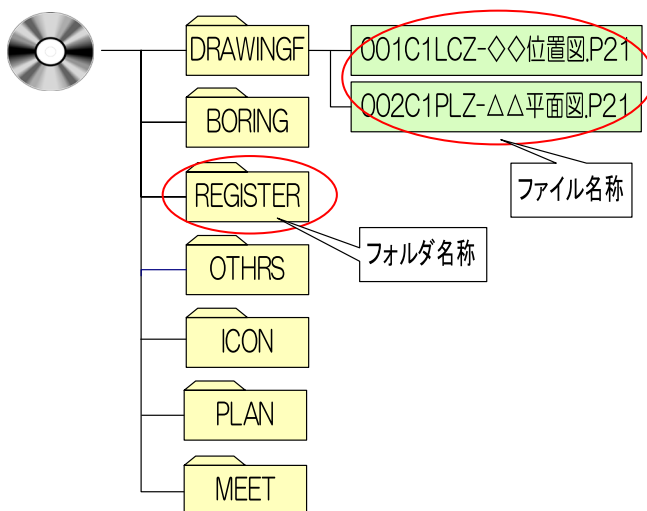 DRAWINGF
001C1LCZ-◇◇位置図.P21
002C1PLZ-△△平面図.P21
BORING
ファイル名称
REGISTER
フォルダ名称
OTHRS
ICON
PLAN
MEET